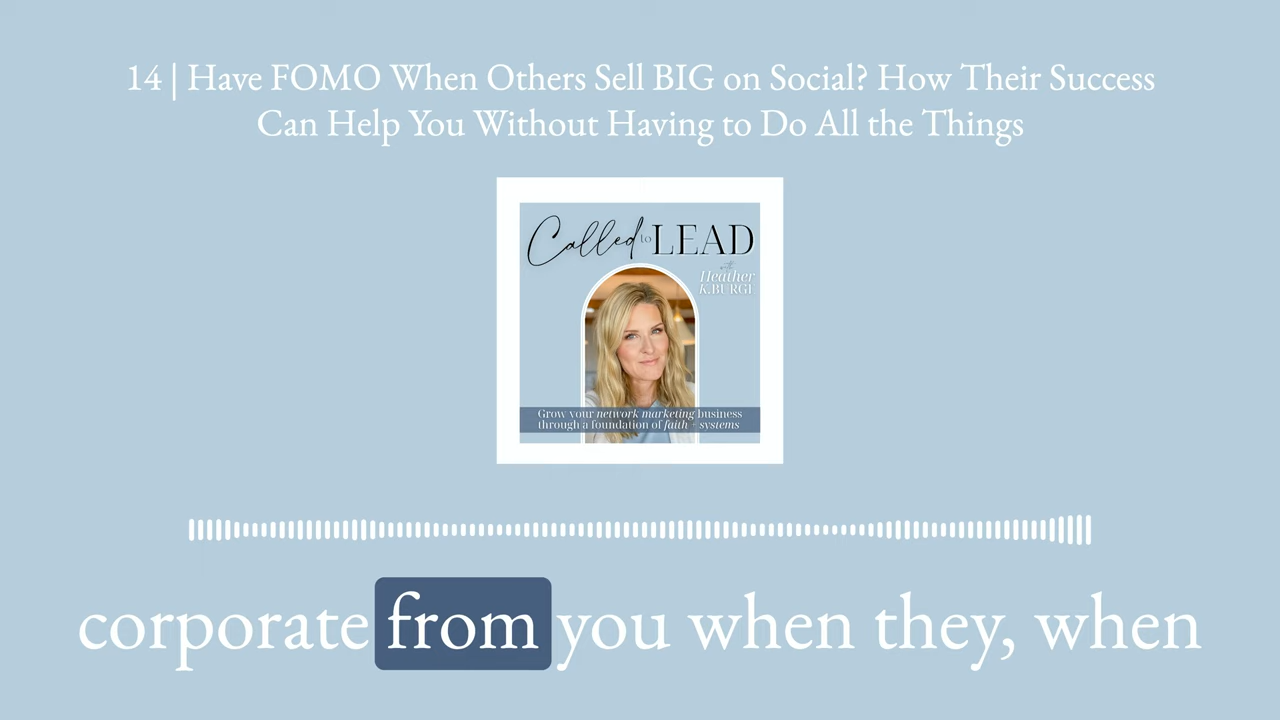 14 | Have FOMO When Others Sell BIG on Social? How Their Success
Can Help You Without Having to Do All the Things
Called to LEAD
with
Heather
K.BURGE
Grow your network marketing business
through a foundation of faith + systems
corporate from you when they, when